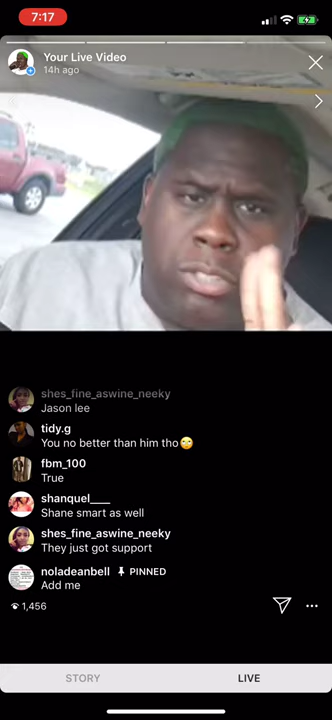 7:17
Your Live Video
14h ago
shes_fine_aswine_neeky
Jason lee
tidy.g
You no better than him tho🙄
fbm_100
True
shanquel____
Shane smart as well
shes_fine_aswine_neeky
They just got support
noladeanbell PINNED
Add me
1,456
STORY LIVE